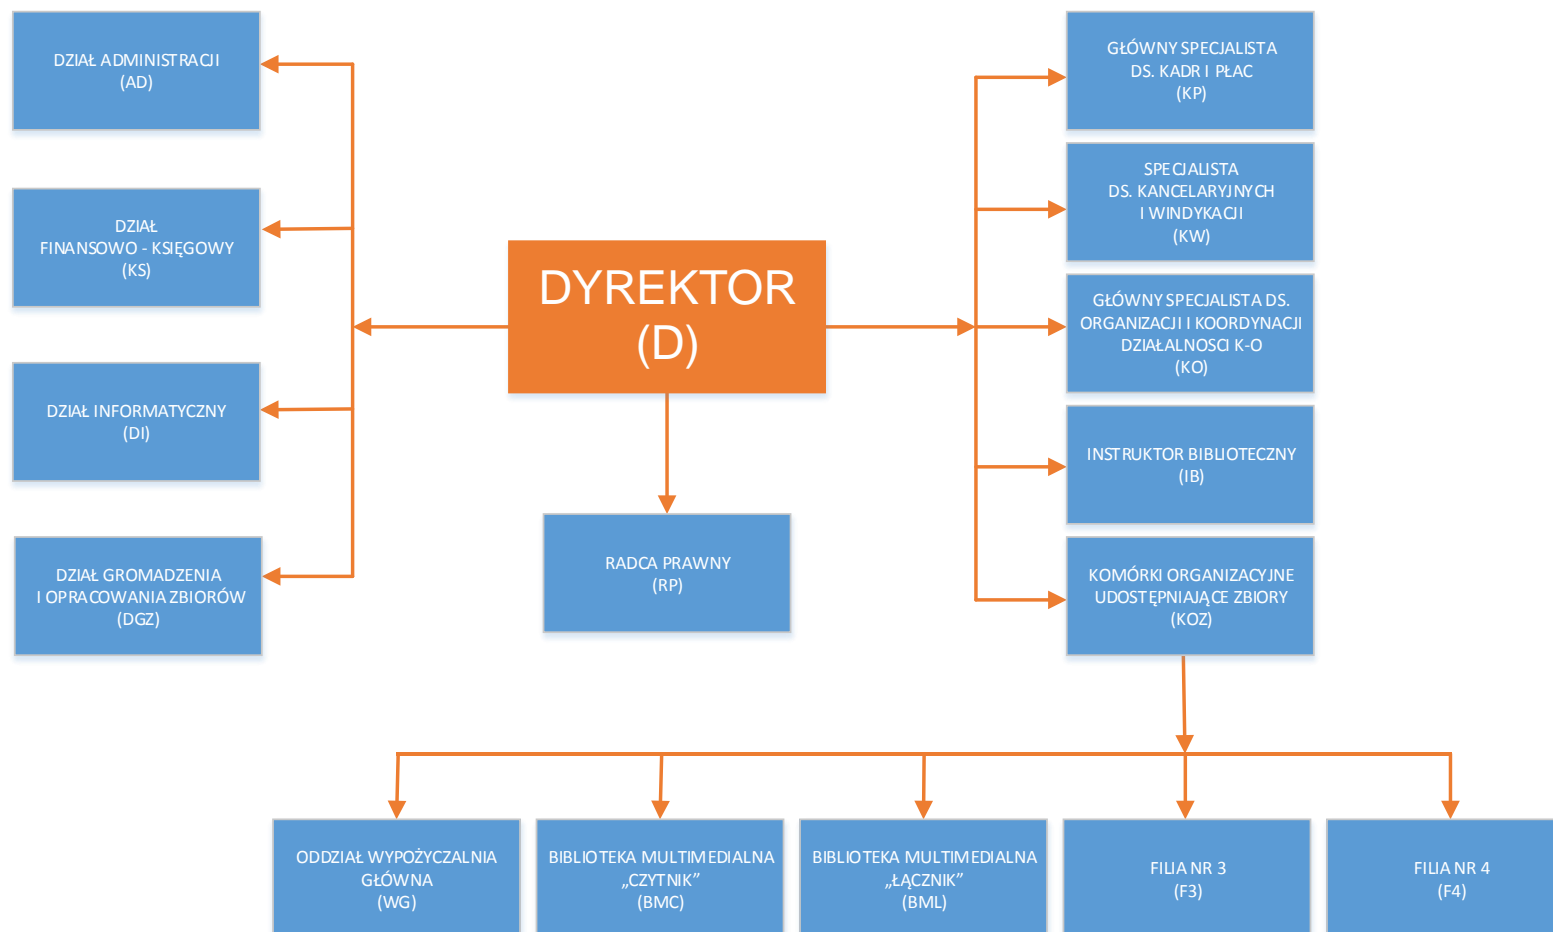 DZIAŁ ADMINISTRACJI
(AD)
DZIAŁ
FINANSOWO - KSIĘGOWY
(KS)
DZIAŁ INFORMATYCZNY
(DI)
DZIAŁ GROMADZENIA
I OPRACOWANIA ZBIORÓW
(DGZ)
DYREKTOR
(D)
RADCA PRAWNY
(RP)
GŁÓWNY SPECJALISTA
DS. KADR I PŁAC
(KP)
SPECJALISTA
DS. KANCELARYJNYCH
I WINDYKACJI
(KW)
GŁÓWNY SPECJALISTA DS.
ORGANIZACJI I KOORDYNACJI
DZIAŁALNOSCI K-O
(KO)
INSTRUKTOR BIBLIOTECZNY
(IB)
KOMÓRKI ORGANIZACYJNE
UDOSTĘPNIAJĄCE ZBIORY
(KOZ)
ODDZIAŁ WYPOŻYCZALNIA
GŁÓWNA
(WG)
BIBLIOTEKA MULTIMEDIALNA
„CZYTNIK”
(BMC)
BIBLIOTEKA MULTIMEDIALNA
„ŁĄCZNIK”
(BML)
FILIA NR 3
(F3)
FILIA NR 4
(F4)